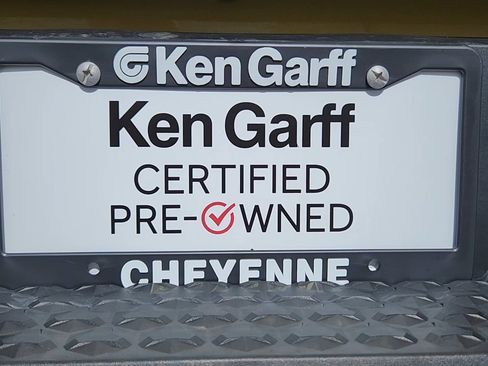 Ken Garff
Ken Garff
CERTIFIED
PRE-OWNED
CHEYENNE